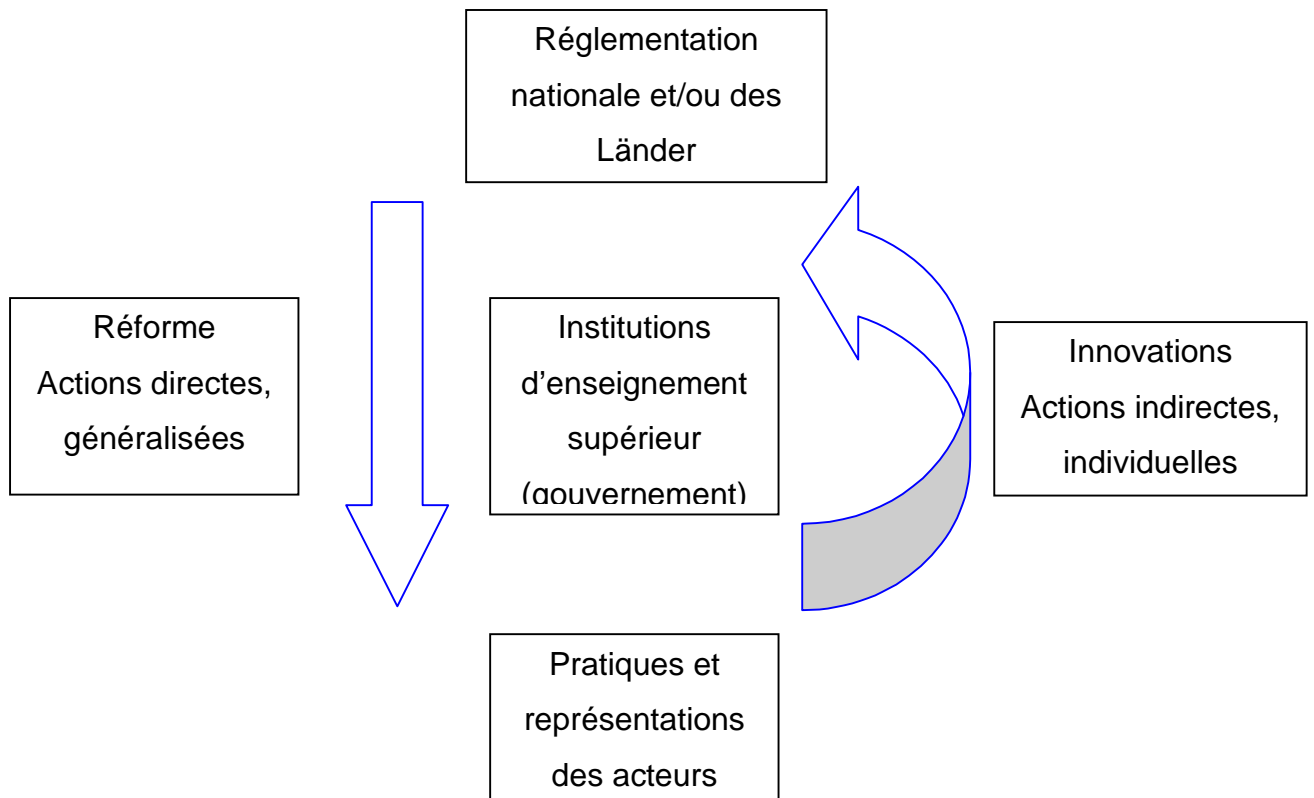 Réglementation
nationale et/ou des
Länder
Réforme
Actions directes,
généralisées
Institutions
d’enseignement
supérieur
(gouvernement)
Innovations
Actions indirectes,
individuelles
Pratiques et
représentations
des acteurs